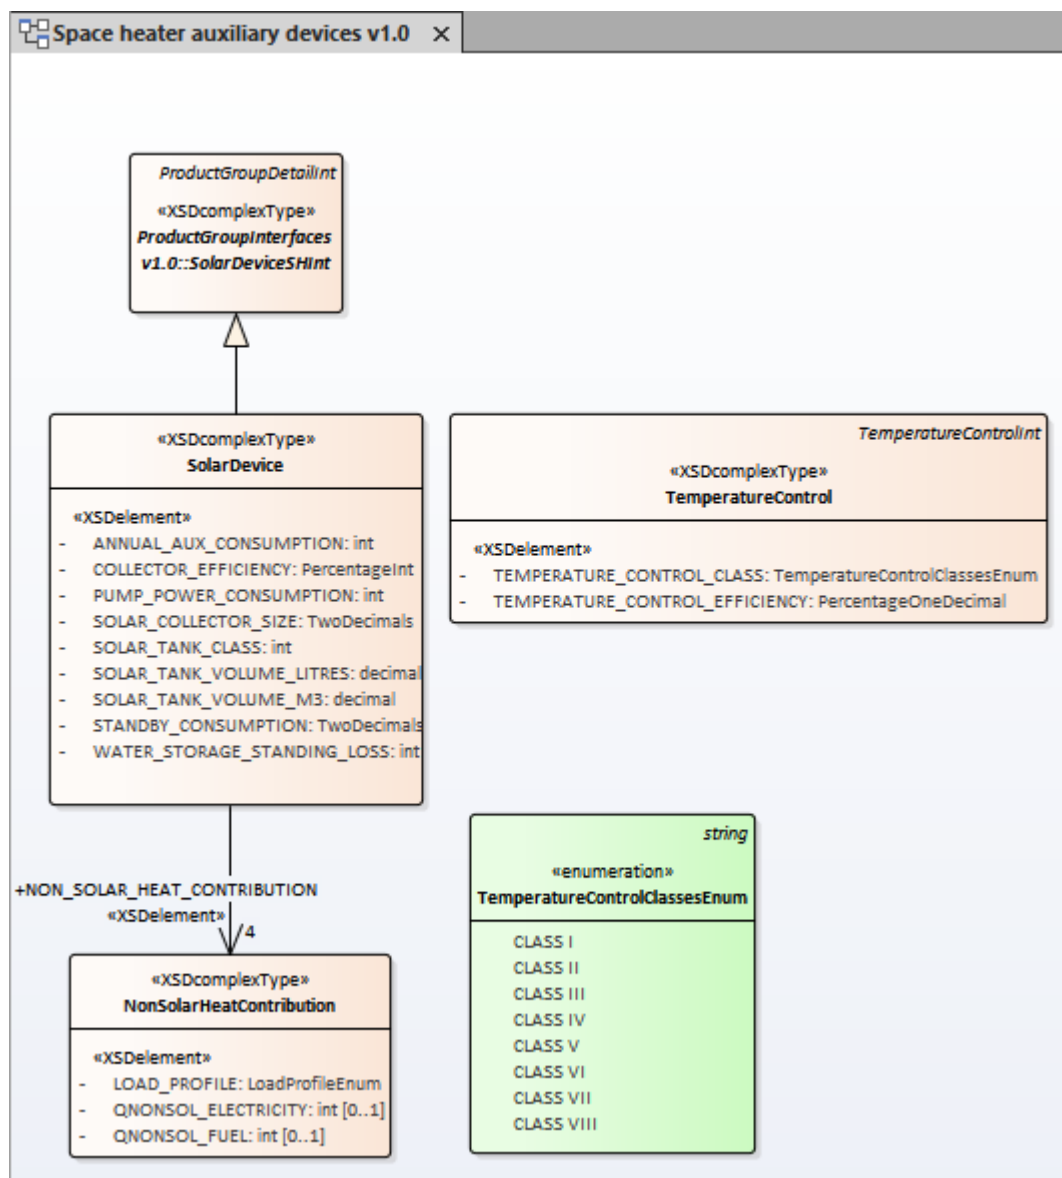 Space heater auxiliary devices v1.0
ProductGroupDetailInt
«XSDcomplexType»
ProductGroupInterfaces
v1.0::SolarDeviceSHInt
«XSDcomplexType»
SolarDevice
«XSDelement»
- ANNUAL_AUX_CONSUMPTION: int
- COLLECTOR_EFFICIENCY: PercentageInt
- PUMP_POWER_CONSUMPTION: int
- SOLAR_COLLECTOR_SIZE: TwoDecimals
- SOLAR_TANK_CLASS: int
- SOLAR_TANK_VOLUME_LITRES: decimal
- SOLAR_TANK_VOLUME_M3: decimal
- STANDBY_CONSUMPTION: TwoDecimals
- WATER_STORAGE_STANDING_LOSS: int
TemperatureControlInt
«XSDcomplexType»
TemperatureControl
«XSDelement»
- TEMPERATURE_CONTROL_CLASS: TemperatureControlClassesEnum
- TEMPERATURE_CONTROL_EFFICIENCY: PercentageOneDecimal
+NON_SOLAR_HEAT_CONTRIBUTION
«XSDelement»
4
«XSDcomplexType»
NonSolarHeatContribution
«XSDelement»
- LOAD_PROFILE: LoadProfileEnum
- QNONSOL_ELECTRICITY: int [0..1]
- QNONSOL_FUEL: int [0..1]
string
«enumeration»
TemperatureControlClassesEnum
CLASS I
CLASS II
CLASS III
CLASS IV
CLASS V
CLASS VI
CLASS VII
CLASS VIII